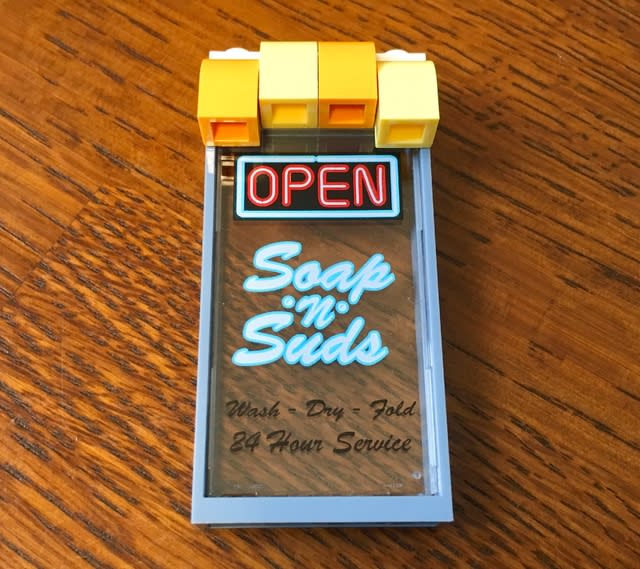 OPEN
Soap
'n'
Suds
Wash - Dry - Fold
24 Hour Service